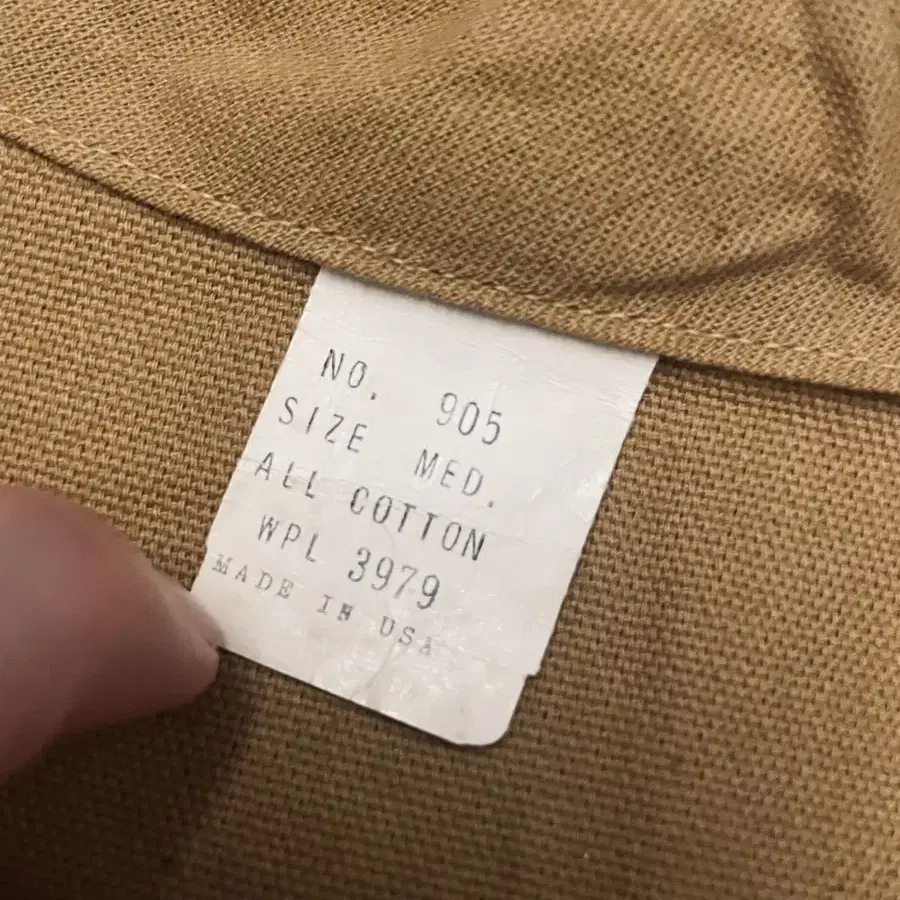 NO. 905
SIZE MED.
ALL COTTON
WPL 3979
MADE IN USA